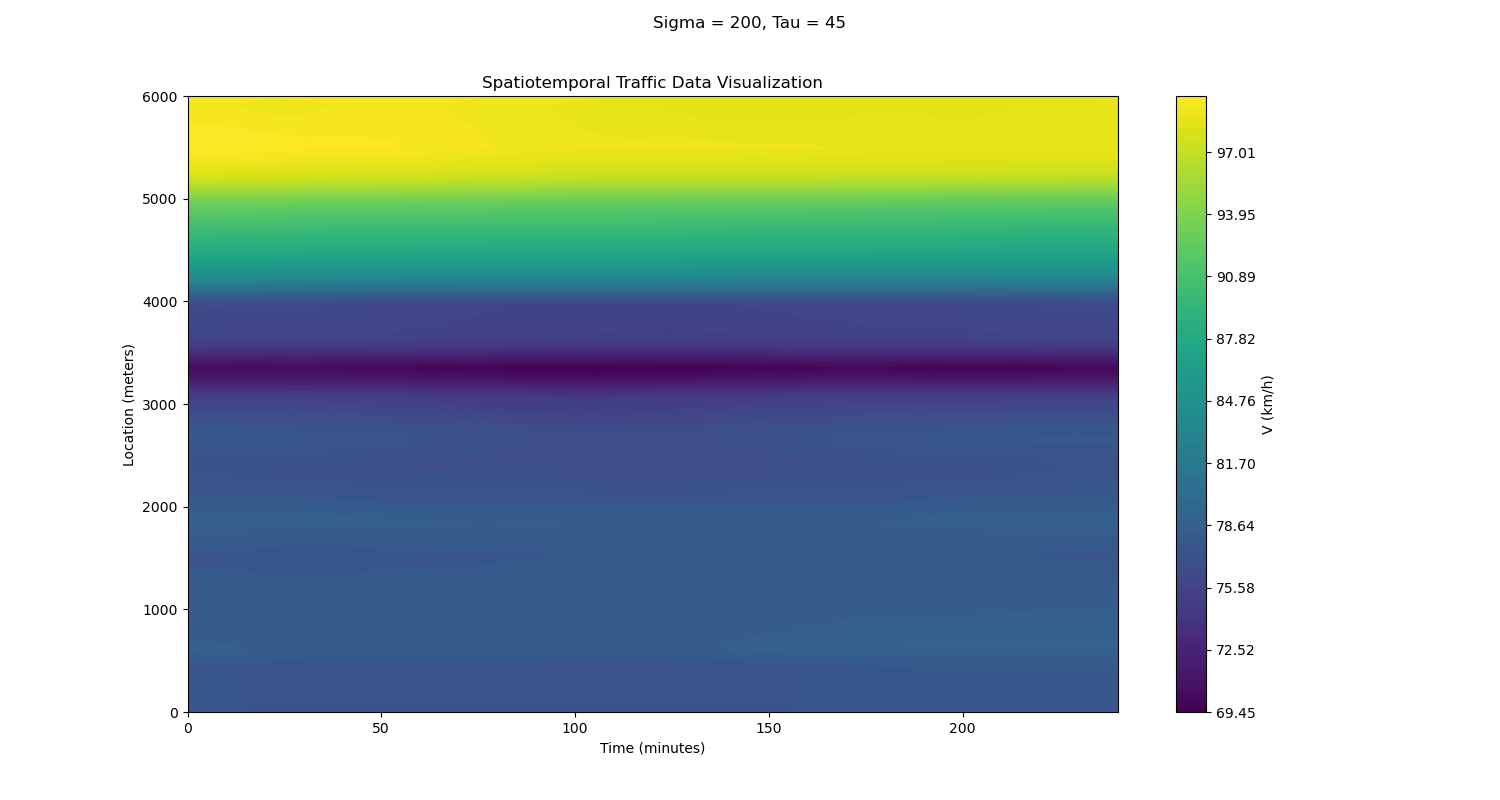 Sigma = 200, Tau = 45
Spatiotemporal Traffic Data Visualization
6000
5000
4000
3000
2000
1000
0
Location (meters)
0 50 100 150 200
Time (minutes)
97.01
93.95
90.89
87.82
84.76
81.70
78.64
75.58
72.52
69.45
V (km/h)